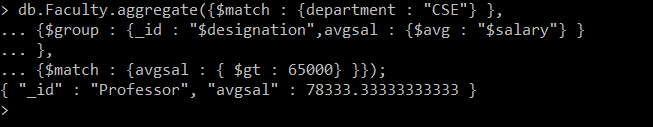 > db.Faculty.aggregate({$match : {department : "CSE"} },
... {$group : {_id : "$designation",avgsal : {$avg : "$salary"} }
... },
... {$match : {avgsal : { $gt : 65000} }});
{ "_id" : "Professor", "avgsal" : 78333.33333333333 }
>